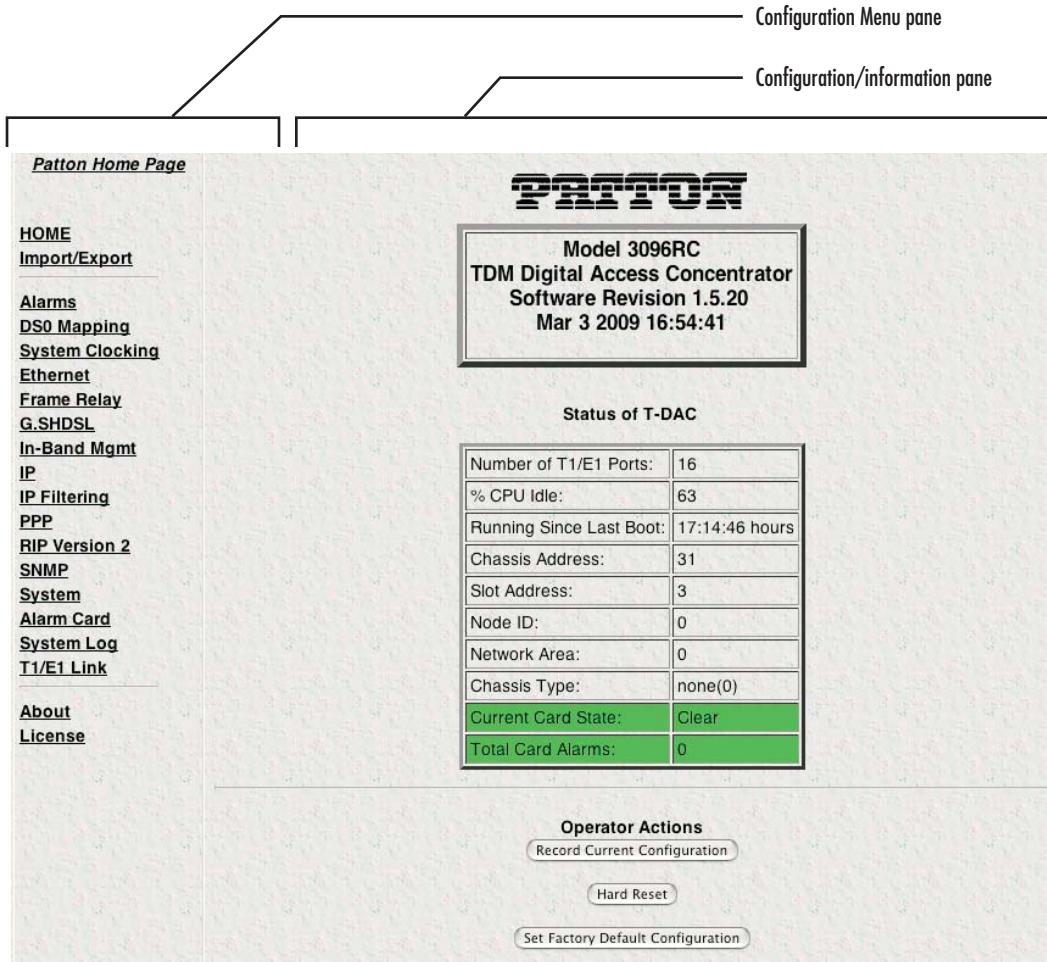 Configuration Menu pane
Configuration/information pane
Patton Home Page
HOME
Import/Export
Alarms
DS0 Mapping
System Clocking
Ethernet
Frame Relay
G.SHDSL
In-Band Mgmt
IP
IP Filtering
PPP
RIP Version 2
SNMP
System
Alarm Card
System Log
T1/E1 Link
About
License
PATTON
Model 3096RC
TDM Digital Access Concentrator
Software Revision 1.5.20
Mar 3 2009 16:54:41
Status of T-DAC
Number of T1/E1 Ports: 16
% CPU Idle: 63
Running Since Last Boot: 17:14:46 hours
Chassis Address: 31
Slot Address: 3
Node ID: 0
Network Area: 0
Chassis Type: none(0)
Current Card State: Clear
Total Card Alarms: 0
Operator Actions
Record Current Configuration
Hard Reset
Set Factory Default Configuration